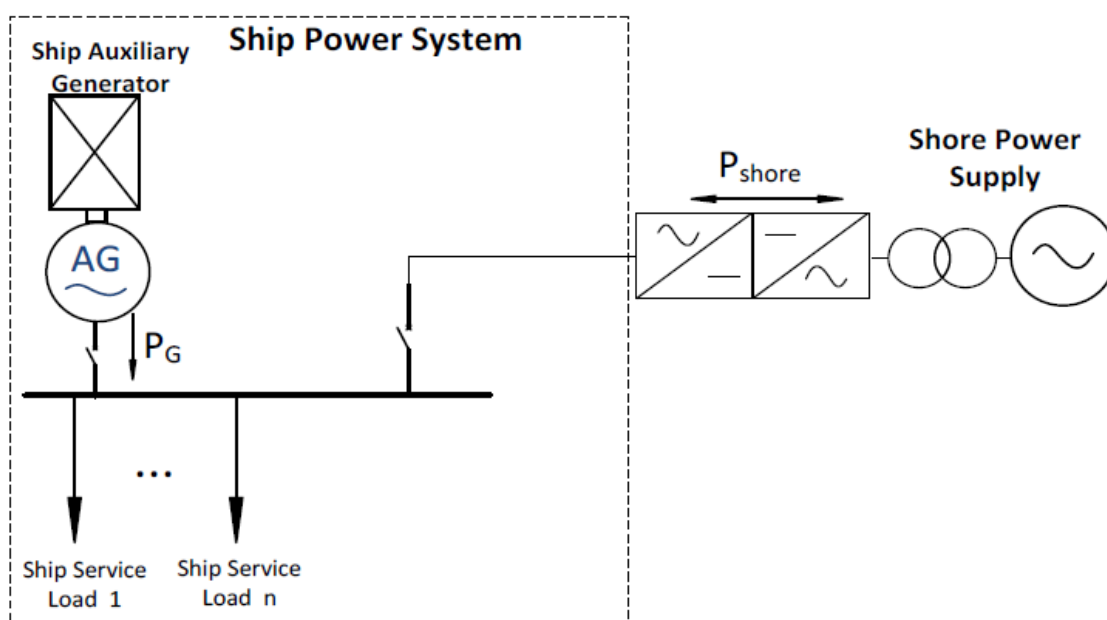 Ship Power System
Ship Auxiliary
Generator
AG
P_G
P_shore
Shore Power
Supply
...
Ship Service
Load 1
Ship Service
Load n